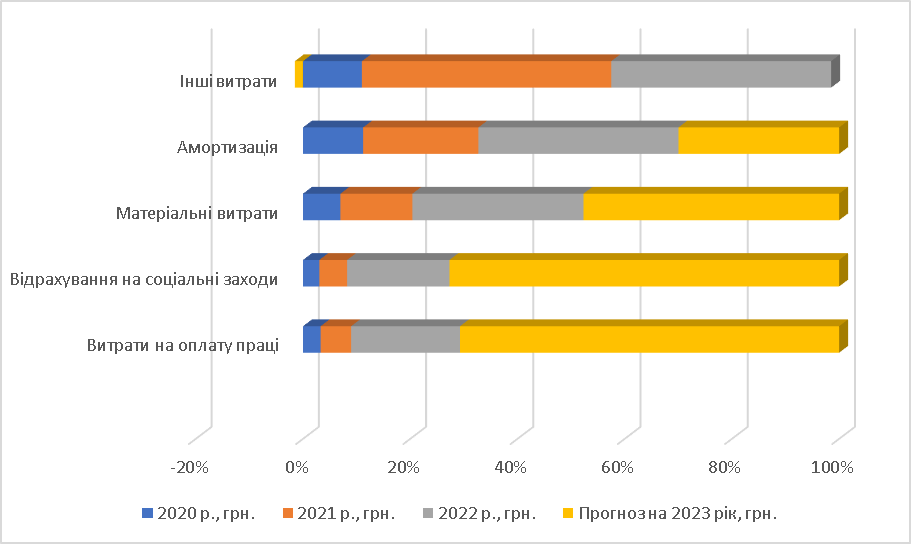 Інші витрати
Амортизація
Матеріальні витрати
Відрахування на соціальні заходи
Витрати на оплату праці
-20% 0% 20% 40% 60% 80% 100%
2020 р., грн. 2021 р., грн. 2022 р., грн. Прогноз на 2023 рік, грн.